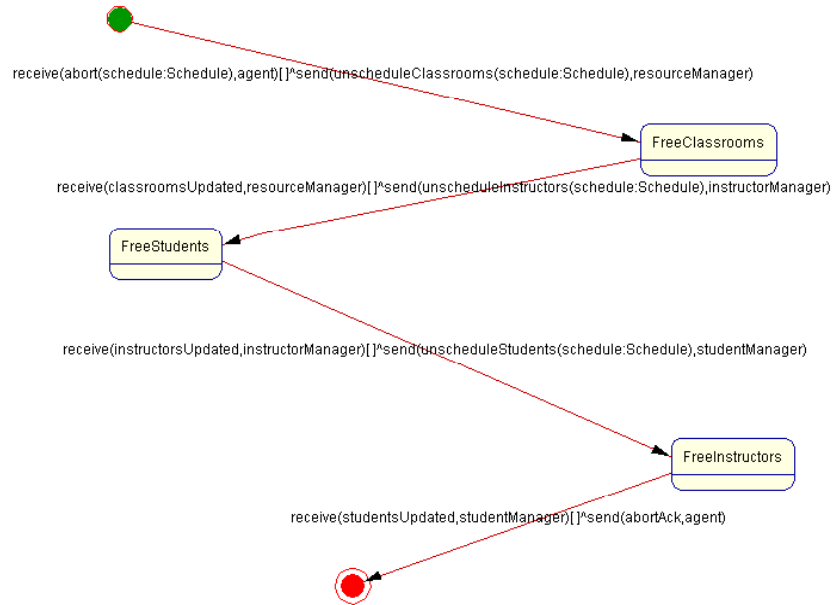 receive(abort(schedule:Schedule),agent)[]^send(unscheduleClassrooms(schedule:Schedule),resourceManager)
FreeClassrooms
receive(classroomsUpdated,resourceManager)[]^send(unscheduleInstructors(schedule:Schedule),instructorManager)
FreeStudents
receive(instructorsUpdated,instructorManager)[]^send(unscheduleStudents(schedule:Schedule),studentManager)
FreeInstructors
receive(studentsUpdated,studentManager)[]^send(abortAck,agent)